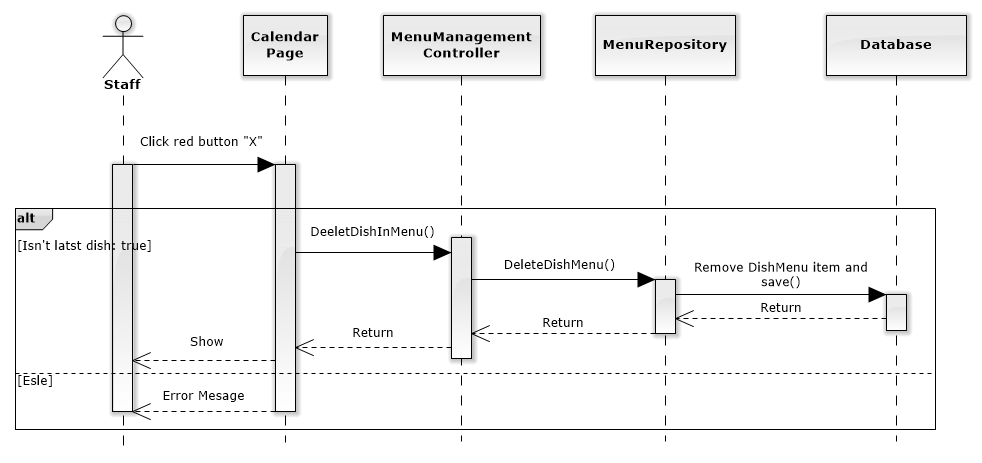 Staff
Calendar
Page
MenuManagement
Controller
MenuRepository
Database
Click red button "X"
alt
[Isn't latst dish: true]
DeeletDishInMenu()
DeleteDishMenu()
Remove DishMenu item and
save()
Return
Return
Return
Show
[Esle]
Error Mesage